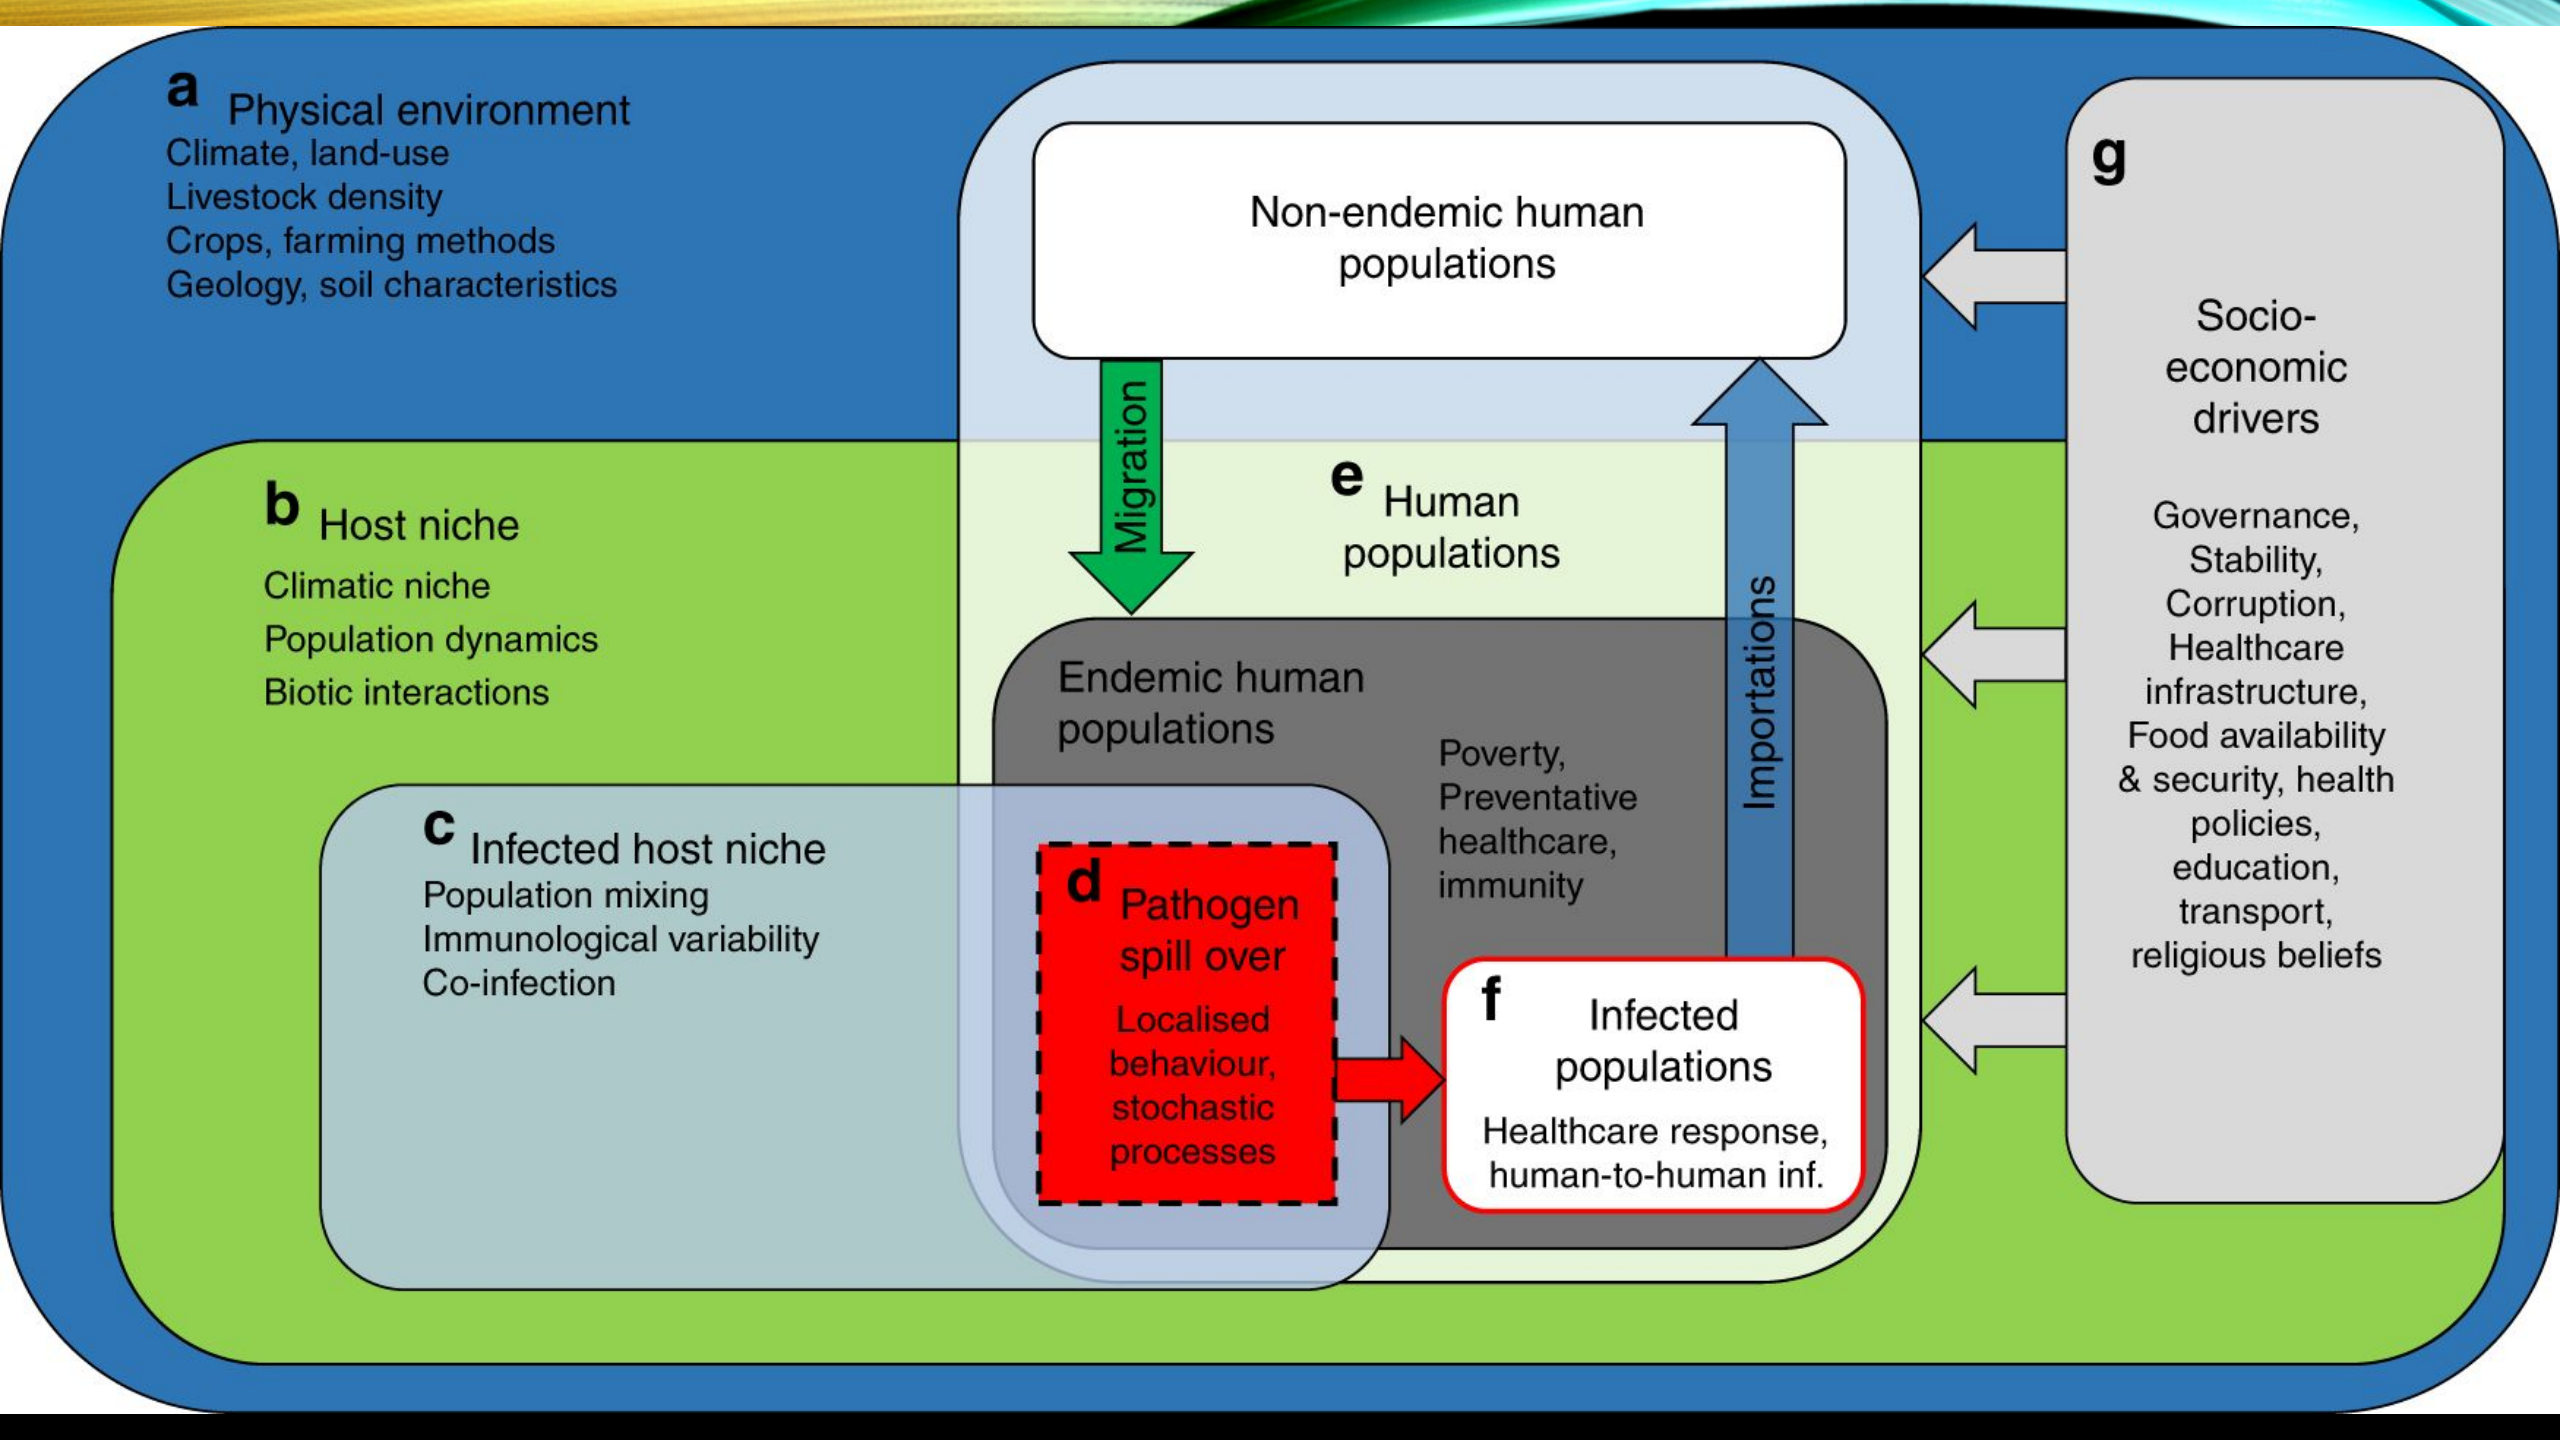 a Physical environment
Climate, land-use
Livestock density
Crops, farming methods
Geology, soil characteristics
Non-endemic human
populations
Migration
Importations
b Host niche
Climatic niche
Population dynamics
Biotic interactions
e Human
populations
Endemic human
populations
Poverty,
Preventative
healthcare,
immunity
c Infected host niche
Population mixing
Immunological variability
Co-infection
d Pathogen
spill over
Localised
behaviour,
stochastic
processes
f Infected
populations
Healthcare response,
human-to-human inf.
g
Socio-
economic
drivers
Governance,
Stability,
Corruption,
Healthcare
infrastructure,
Food availability
& security, health
policies,
education,
transport,
religious beliefs